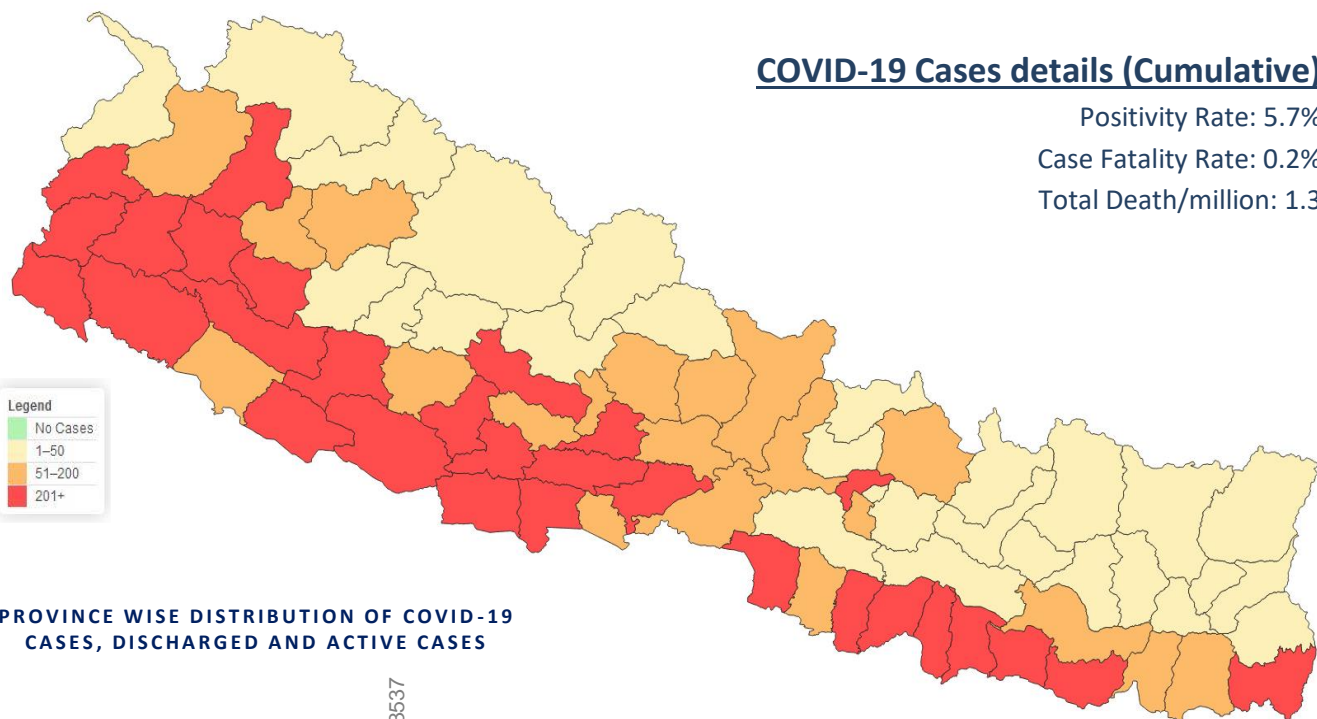 COVID-19 Cases details (Cumulative)
Positivity Rate: 5.7%
Case Fatality Rate: 0.2%
Total Death/million: 1.3
Legend
No Cases
1–50
51–200
201+
PROVINCE WISE DISTRIBUTION OF COVID-19
CASES, DISCHARGED AND ACTIVE CASES